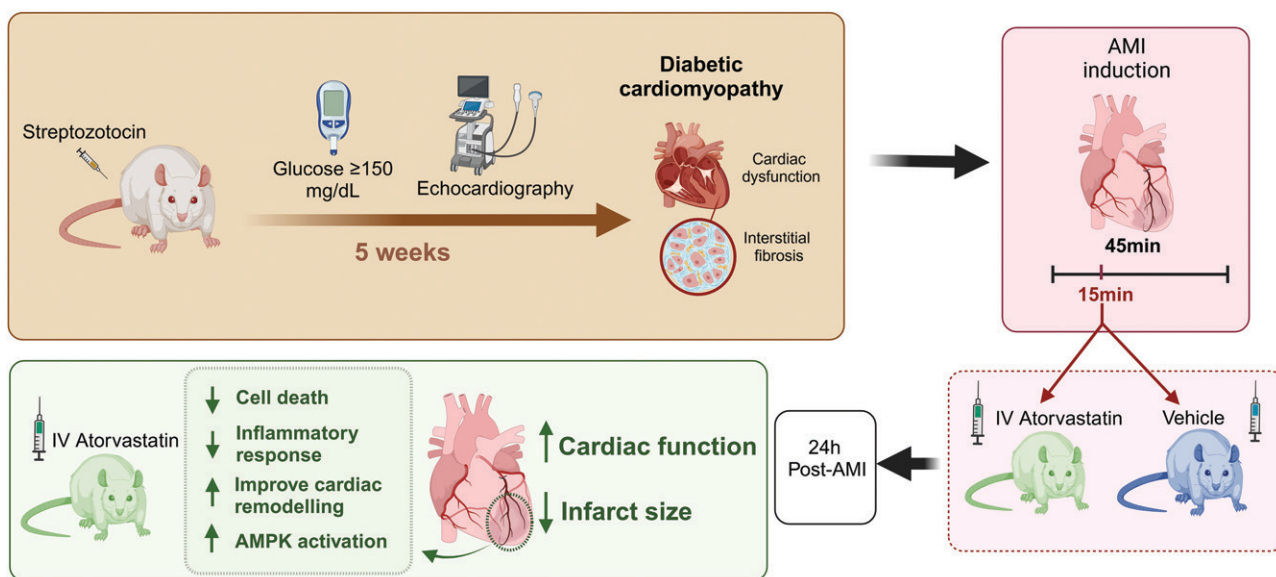 Streptozotocin
Glucose ≥150
mg/dL
Echocardiography
5 weeks
Diabetic
cardiomyopathy
Cardiac
dysfunction
Interstitial
fibrosis
AMI
induction
45min
15min
IV Atorvastatin
Vehicle
24h
Post-AMI
IV Atorvastatin
Cell death
Inflammatory
response
Improve cardiac
remodelling
AMPK activation
Cardiac function
Infarct size